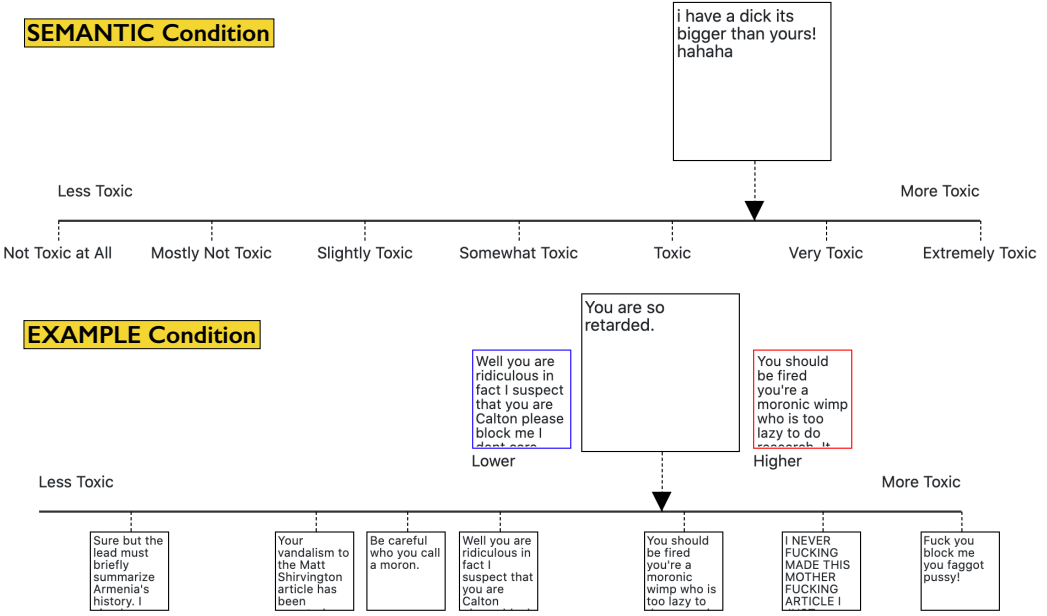 SEMANTIC Condition
i have a dick its
bigger than yours!
hahaha
Less Toxic
More Toxic
Not Toxic at All
Mostly Not Toxic
Slightly Toxic
Somewhat Toxic
Toxic
Very Toxic
Extremely Toxic
EXAMPLE Condition
You are so
retarded.
Well you are
ridiculous in
fact I suspect
that you are
Calton please
block me I
dont care
Lower
You should
be fired
you're a
moronic wimp
who is too
lazy to do
research. It
Higher
Less Toxic
More Toxic
Sure but the
lead must
briefly
summarize
Armenia's
history. I
Your
vandalism to
the Matt
Shirvington
article has
been
Be careful
who you call
a moron.
Well you are
ridiculous in
fact I
suspect that
you are
Calton
You should
be fired
you're a
moronic
wimp who is
too lazy to
I NEVER
FUCKING
MADE THIS
MOTHER
FUCKING
ARTICLE I
Fuck you
block me
you faggot
pussy!